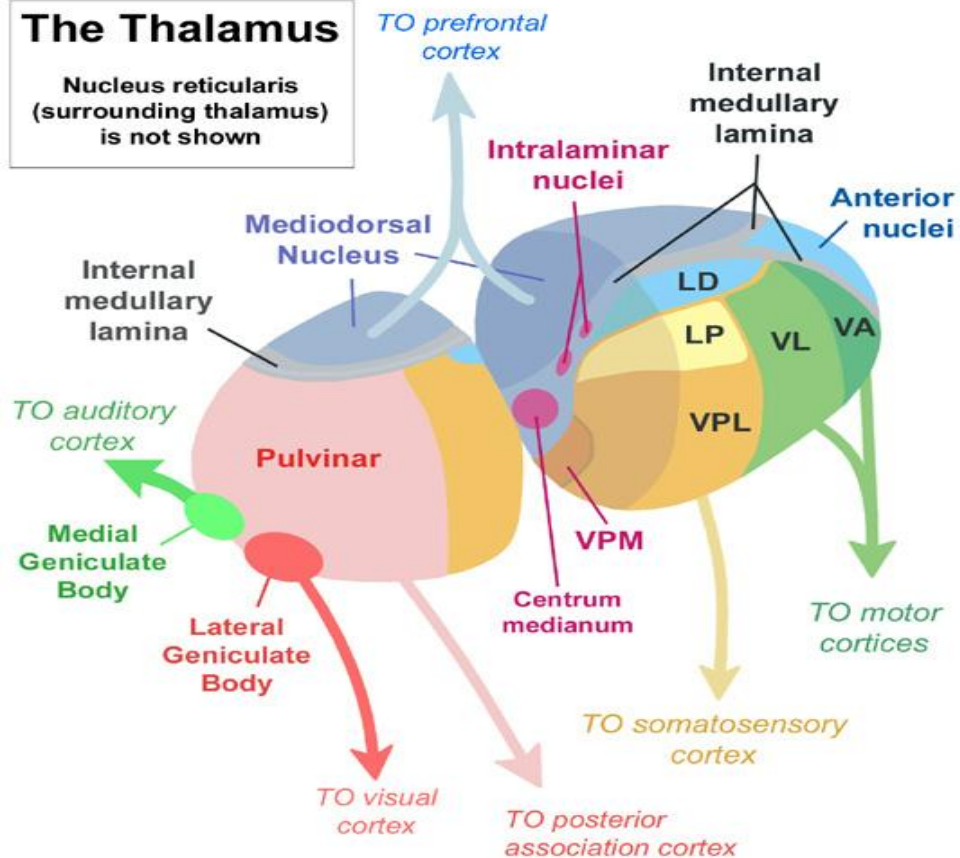 The Thalamus
Nucleus reticularis
(surrounding thalamus)
is not shown
TO prefrontal
cortex
Internal
medullary
lamina
Intralaminar
nuclei
Anterior
nuclei
Mediodorsal
Nucleus
Internal
medullary
lamina
LD
LP
VL
VA
TO auditory
cortex
VPL
Pulvinar
Medial
Geniculate
Body
VPM
Centrum
medianum
Lateral
Geniculate
Body
TO motor
cortices
TO somatosensory
cortex
TO visual
cortex
TO posterior
association cortex